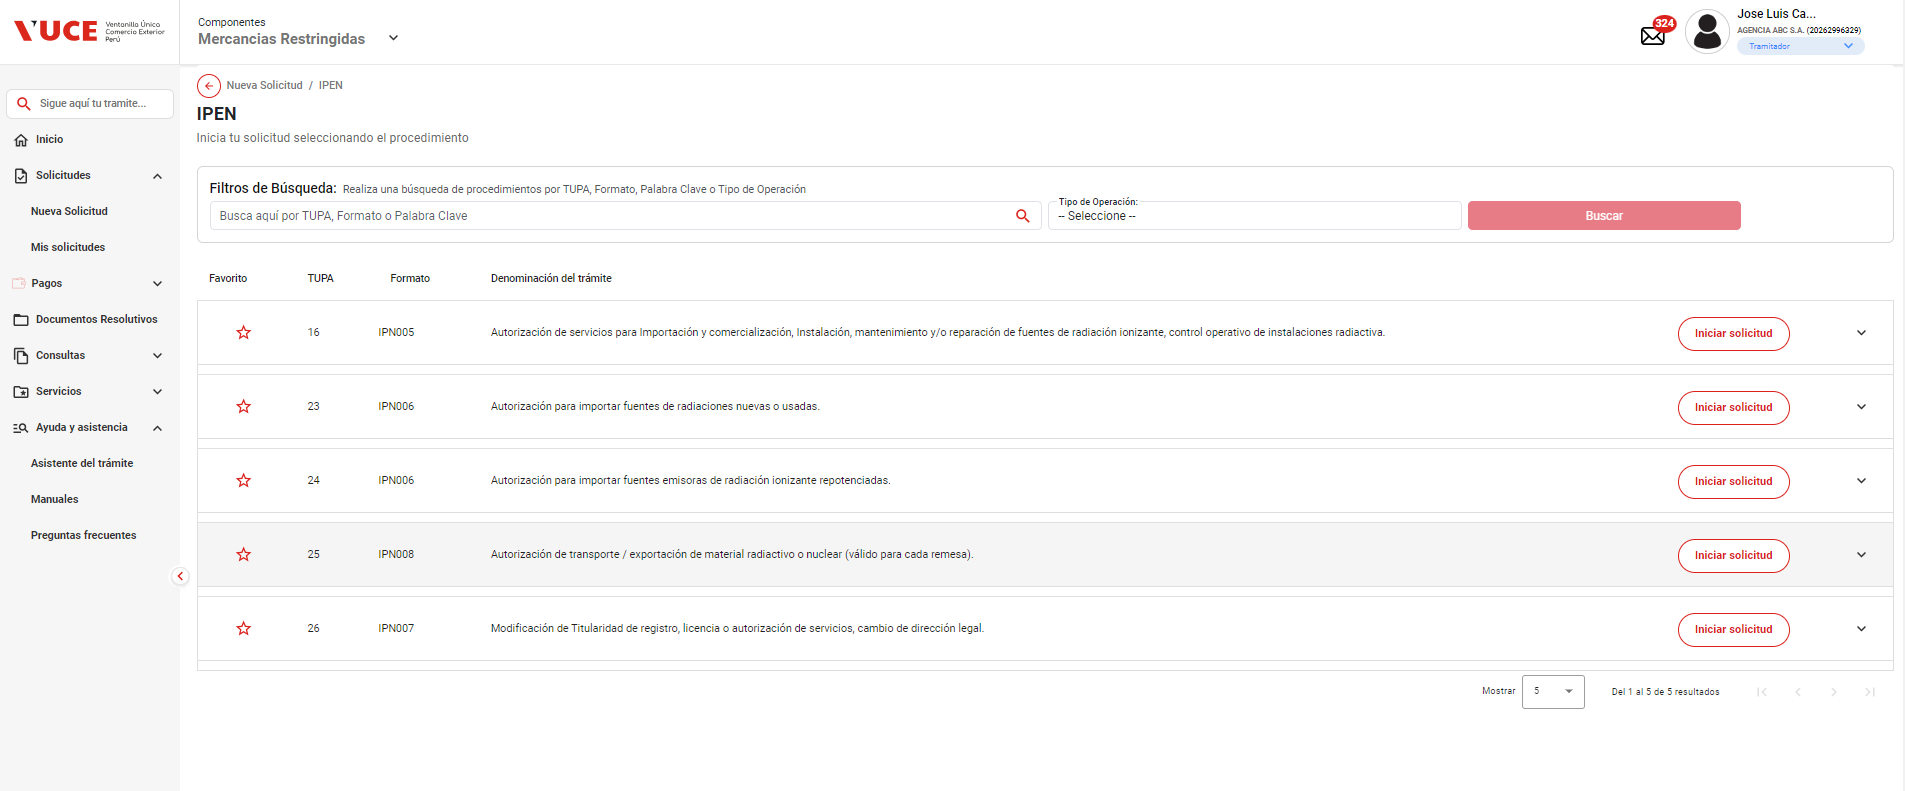 VUCE
Ventanilla Única
Comercio Exterior
Perú
Componentes
Mercancias Restringidas
324
Jose Luis Ca...
AGENCIA ABC S.A. (20262996329)
Tramitador
Sigue aquí tu tramite...
Inicio
Solicitudes
Nueva Solicitud
Mis solicitudes
Pagos
Documentos Resolutivos
Consultas
Servicios
Ayuda y asistencia
Asistente del trámite
Manuales
Preguntas frecuentes
Nueva Solicitud / IPEN
IPEN
Inicia tu solicitud seleccionando el procedimiento
Filtros de Búsqueda: Realiza una búsqueda de procedimientos por TUPA, Formato, Palabra Clave o Tipo de Operación
Busca aquí por TUPA, Formato o Palabra Clave
Tipo de Operación:
-- Seleccione --
Buscar
Favorito TUPA Formato Denominación del trámite
16 IPN005 Autorización de servicios para Importación y comercialización, Instalación, mantenimiento y/o reparación de fuentes de radiación ionizante, control operativo de instalaciones radiactiva. Iniciar solicitud
23 IPN006 Autorización para importar fuentes de radiaciones nuevas o usadas. Iniciar solicitud
24 IPN006 Autorización para importar fuentes emisoras de radiación ionizante repotenciadas. Iniciar solicitud
25 IPN008 Autorización de transporte / exportación de material radiactivo o nuclear (válido para cada remesa). Iniciar solicitud
26 IPN007 Modificación de Titularidad de registro, licencia o autorización de servicios, cambio de dirección legal. Iniciar solicitud
Mostrar 5 Del 1 al 5 de 5 resultados